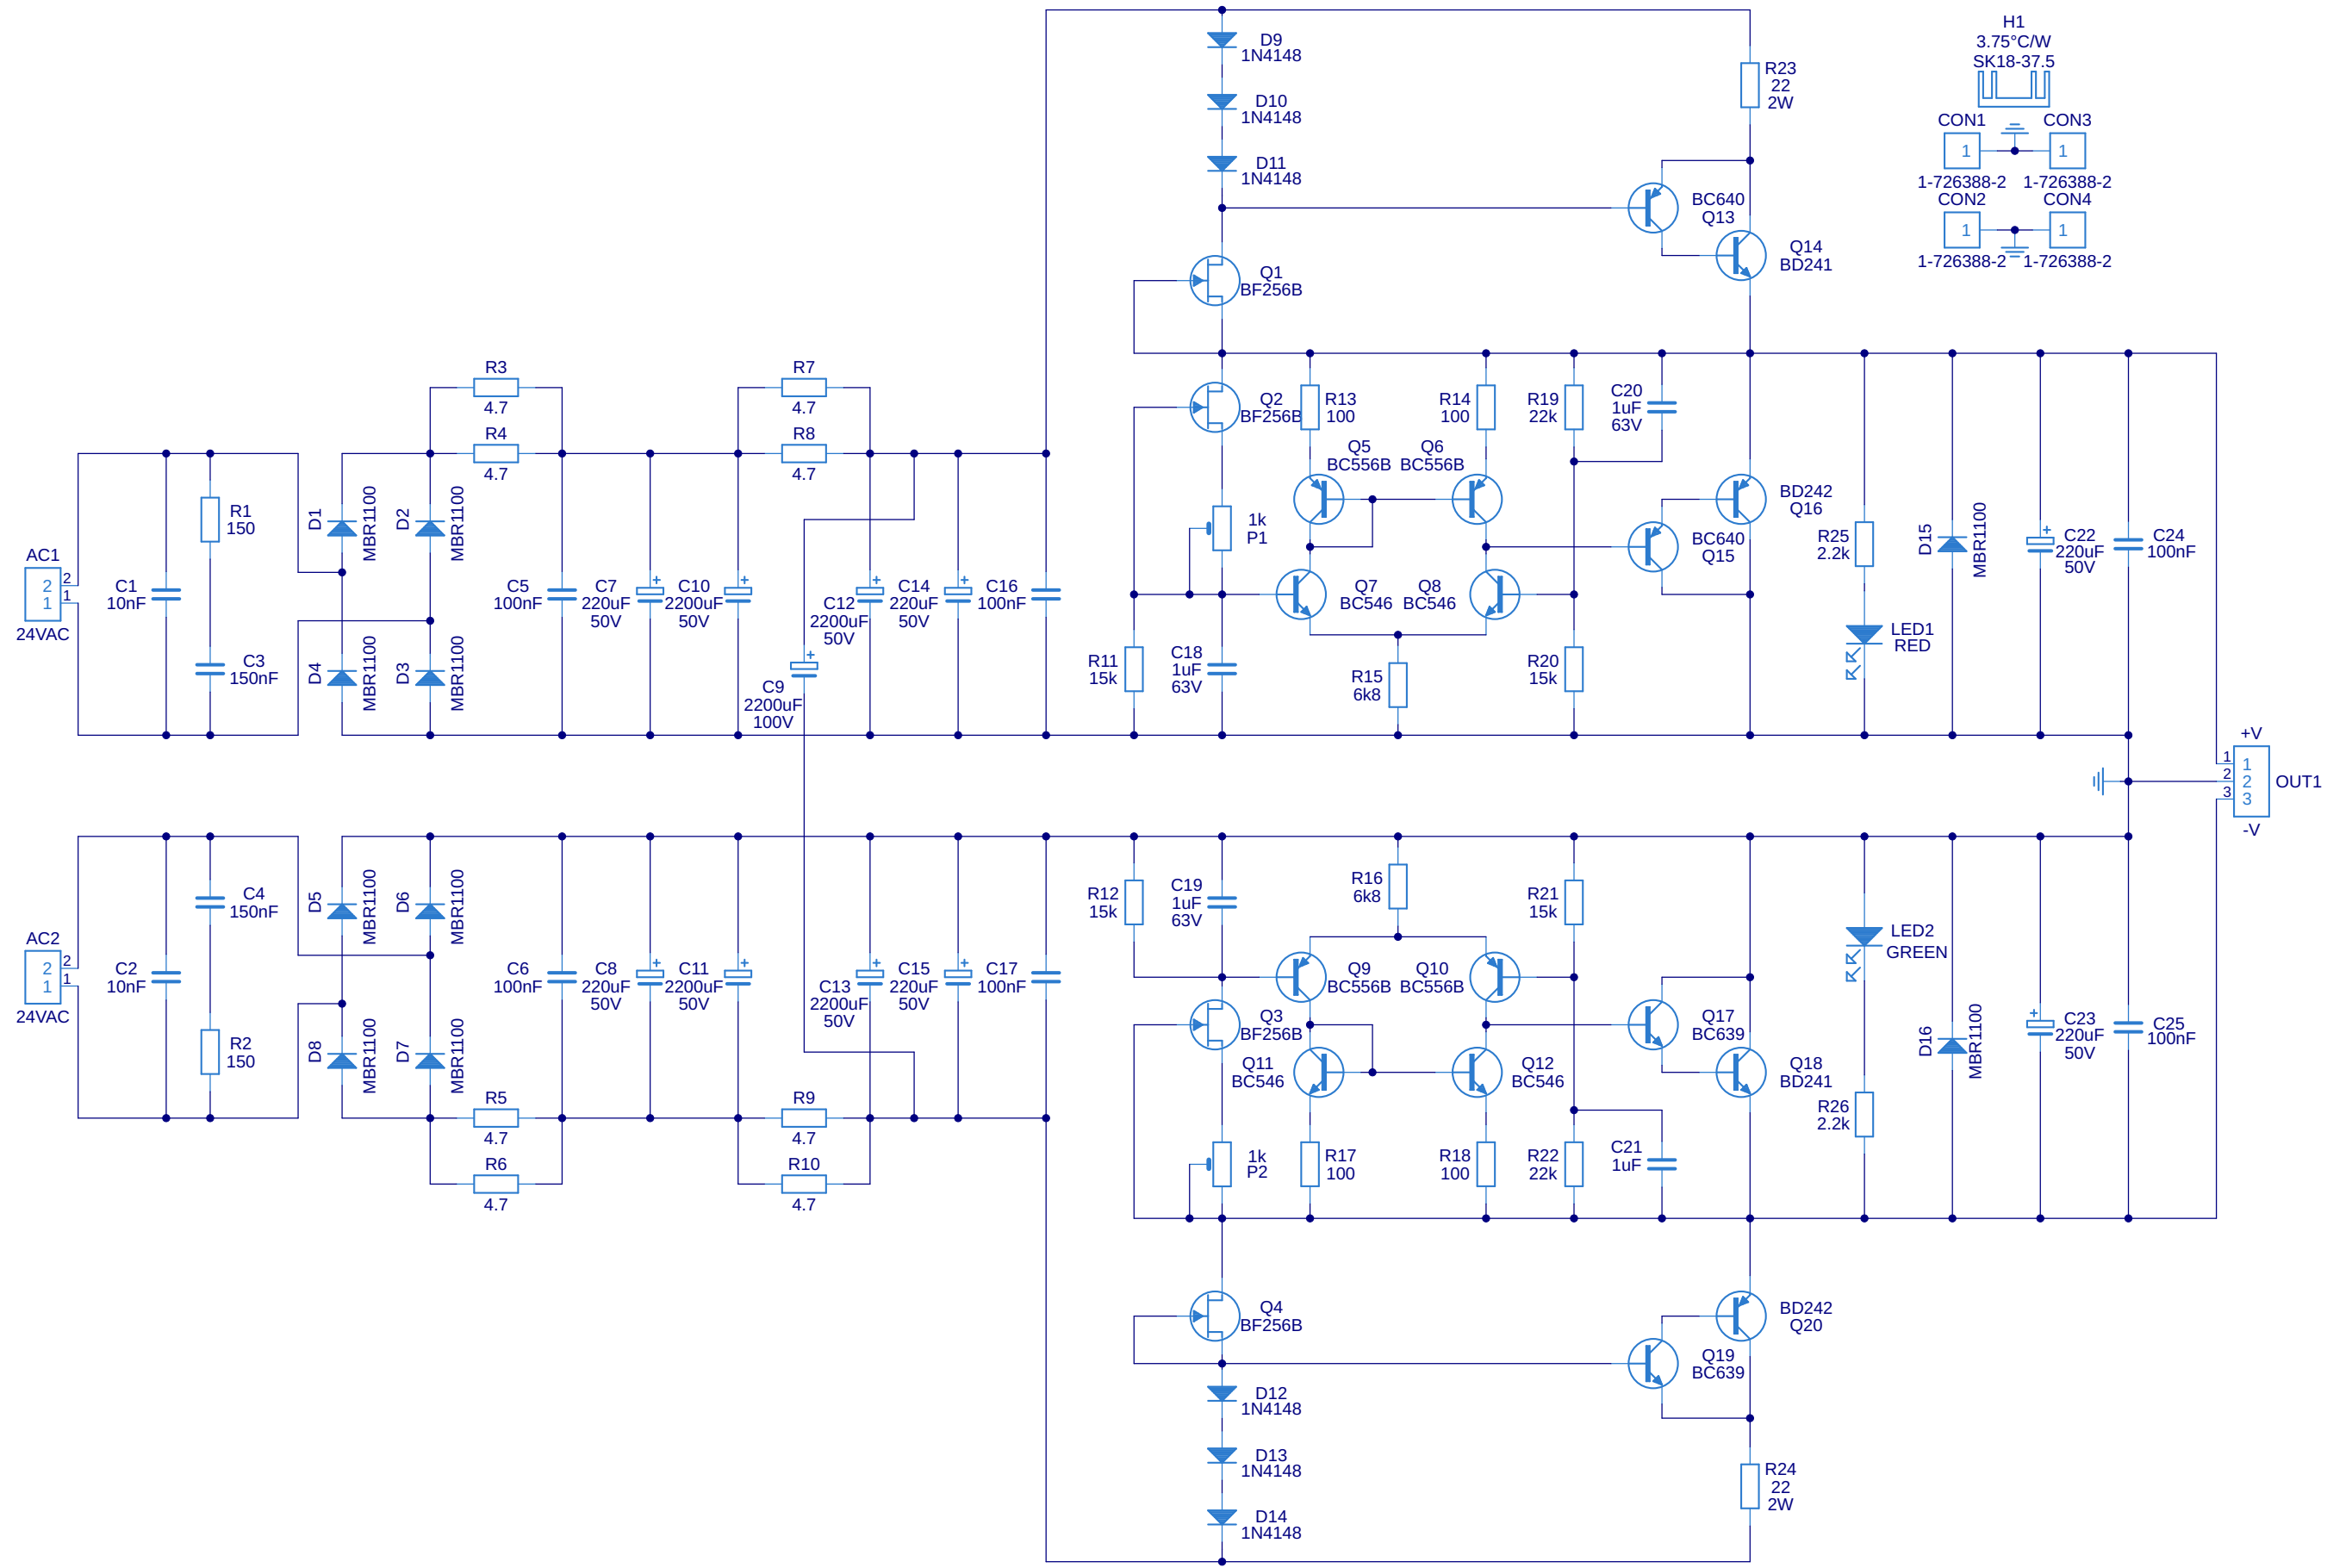 D9
1N4148
D10
1N4148
D11
1N4148
R23
22
2W
H1
3.75°C/W
SK18-37.5
CON1
CON3
1
1
1-726388-2
1-726388-2
CON2
CON4
1
1
1-726388-2
1-726388-2
BC640
Q13
Q14
BD241
Q1
BF256B
R3
4.7
R4
4.7
R7
4.7
R8
4.7
Q2
BF256B
R13
100
R14
100
R19
22k
C20
1uF
63V
Q5
BC556B
Q6
BC556B
BD242
Q16
BC640
Q15
1k
P1
R1
150
D1
MBR1100
D2
MBR1100
AC1
2
1
2
1
24VAC
C1
10nF
C3
150nF
D4
MBR1100
D3
MBR1100
C5
100nF
C7
+
220uF
50V
C10
+
2200uF
50V
C12
+
2200uF
50V
C14
+
220uF
50V
C16
100nF
C9
+
2200uF
100V
Q7
BC546
Q8
BC546
R11
15k
C18
1uF
63V
R15
6k8
R20
15k
R25
2.2k
LED1
RED
D15
MBR1100
C22
+
220uF
50V
C24
100nF
+V
1
2
3
1
2
3
OUT1
-V
C4
150nF
D5
MBR1100
D6
MBR1100
AC2
2
1
2
1
24VAC
C2
10nF
R2
150
D8
MBR1100
D7
MBR1100
C6
100nF
C8
+
220uF
50V
C11
+
2200uF
50V
C13
+
2200uF
50V
C15
+
220uF
50V
C17
100nF
R5
4.7
R6
4.7
R9
4.7
R10
4.7
R12
15k
C19
1uF
63V
R16
6k8
R21
15k
Q9
BC556B
Q10
BC556B
Q3
BF256B
Q11
BC546
Q12
BC546
Q17
BC639
Q18
BD241
LED2
GREEN
D16
MBR1100
C23
+
220uF
50V
C25
100nF
1k
P2
R17
100
R18
100
R22
22k
C21
1uF
R26
2.2k
Q4
BF256B
BD242
Q20
Q19
BC639
D12
1N4148
D13
1N4148
D14
1N4148
R24
22
2W